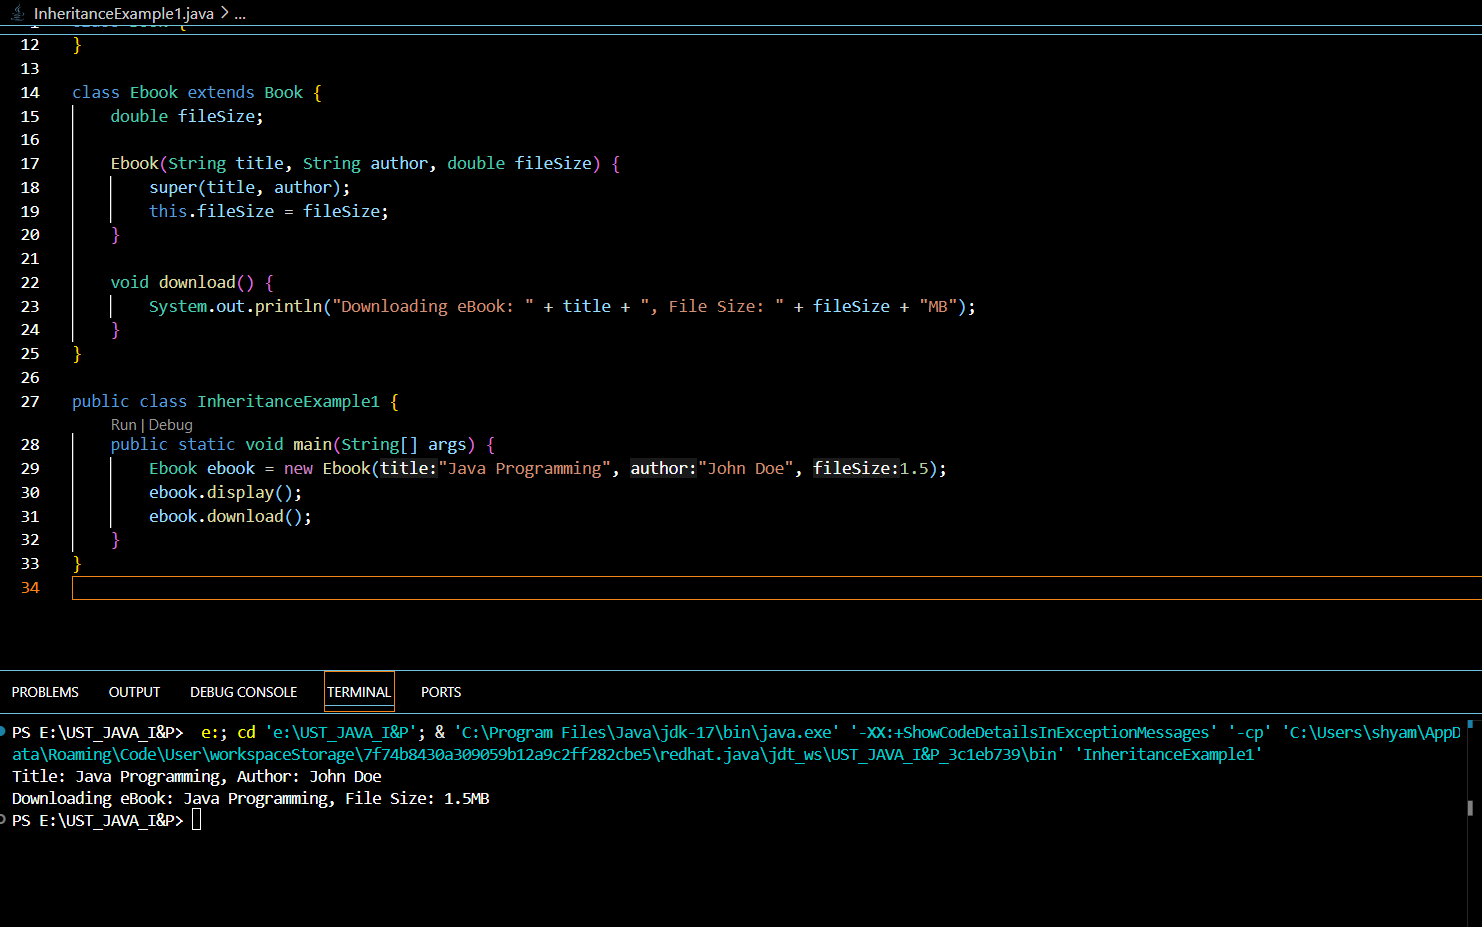 InheritanceExample1.java > ...
12 }
13
14 class Ebook extends Book {
15 double fileSize;
16
17 Ebook(String title, String author, double fileSize) {
18 super(title, author);
19 this.fileSize = fileSize;
20 }
21
22 void download() {
23 System.out.println("Downloading eBook: " + title + ", File Size: " + fileSize + "MB");
24 }
25 }
26
27 public class InheritanceExample1 {
Run | Debug
28 public static void main(String[] args) {
29 Ebook ebook = new Ebook(title:"Java Programming", author:"John Doe", fileSize:1.5);
30 ebook.display();
31 ebook.download();
32 }
33 }
34
PROBLEMS OUTPUT DEBUG CONSOLE TERMINAL PORTS
PS E:\UST_JAVA_I&P> e:; cd 'e:\UST_JAVA_I&P'; & 'C:\Program Files\Java\jdk-17\bin\java.exe' '-XX:+ShowCodeDetailsInExceptionMessages' '-cp' 'C:\Users\shyam\AppD
ata\Roaming\Code\User\workspaceStorage\7f74b8430a309059b12a9c2ff282cbe5\redhat.java\jdt_ws\UST_JAVA_I&P_3c1eb739\bin' 'InheritanceExample1'
Title: Java Programming, Author: John Doe
Downloading eBook: Java Programming, File Size: 1.5MB
PS E:\UST_JAVA_I&P>